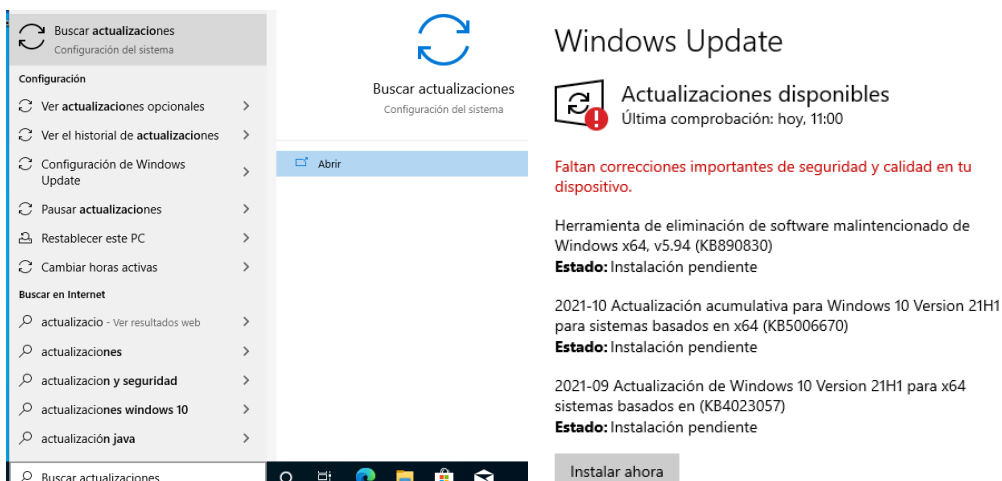 Buscar actualizaciones
Configuración del sistema
Configuración
Ver actualizaciones opcionales
Ver el historial de actualizaciones
Configuración de Windows
Update
Pausar actualizaciones
Restablecer este PC
Cambiar horas activas
Buscar en Internet
actualizacio - Ver resultados web
actualizaciones
actualizacion y seguridad
actualizaciones windows 10
actualización java
Buscar actualizaciones
Buscar actualizaciones
Configuración del sistema
Abrir
Windows Update
Actualizaciones disponibles
Última comprobación: hoy, 11:00
Faltan correcciones importantes de seguridad y calidad en tu
dispositivo.
Herramienta de eliminación de software malintencionado de
Windows x64, v5.94 (KB890830)
Estado: Instalación pendiente
2021-10 Actualización acumulativa para Windows 10 Version 21H1
para sistemas basados en x64 (KB5006670)
Estado: Instalación pendiente
2021-09 Actualización de Windows 10 Version 21H1 para x64
sistemas basados en (KB4023057)
Estado: Instalación pendiente
Instalar ahora